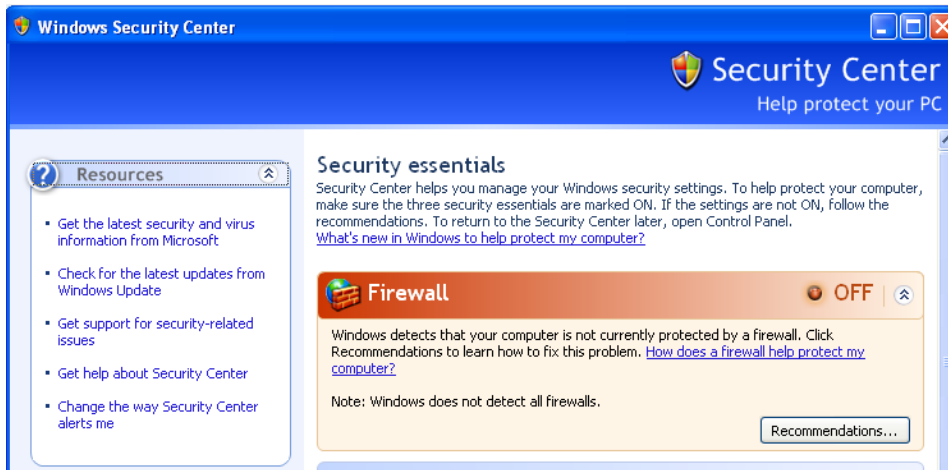 Windows Security Center
Security Center
Help protect your PC
Resources
Get the latest security and virus
information from Microsoft
Check for the latest updates from
Windows Update
Get support for security-related
issues
Get help about Security Center
Change the way Security Center
alerts me
Security essentials
Security Center helps you manage your Windows security settings. To help protect your computer,
make sure the three security essentials are marked ON. If the settings are not ON, follow the
recommendations. To return to the Security Center later, open Control Panel.
What's new in Windows to help protect my computer?
Firewall OFF
Windows detects that your computer is not currently protected by a firewall. Click
Recommendations to learn how to fix this problem. How does a firewall help protect my
computer?
Note: Windows does not detect all firewalls.
Recommendations...